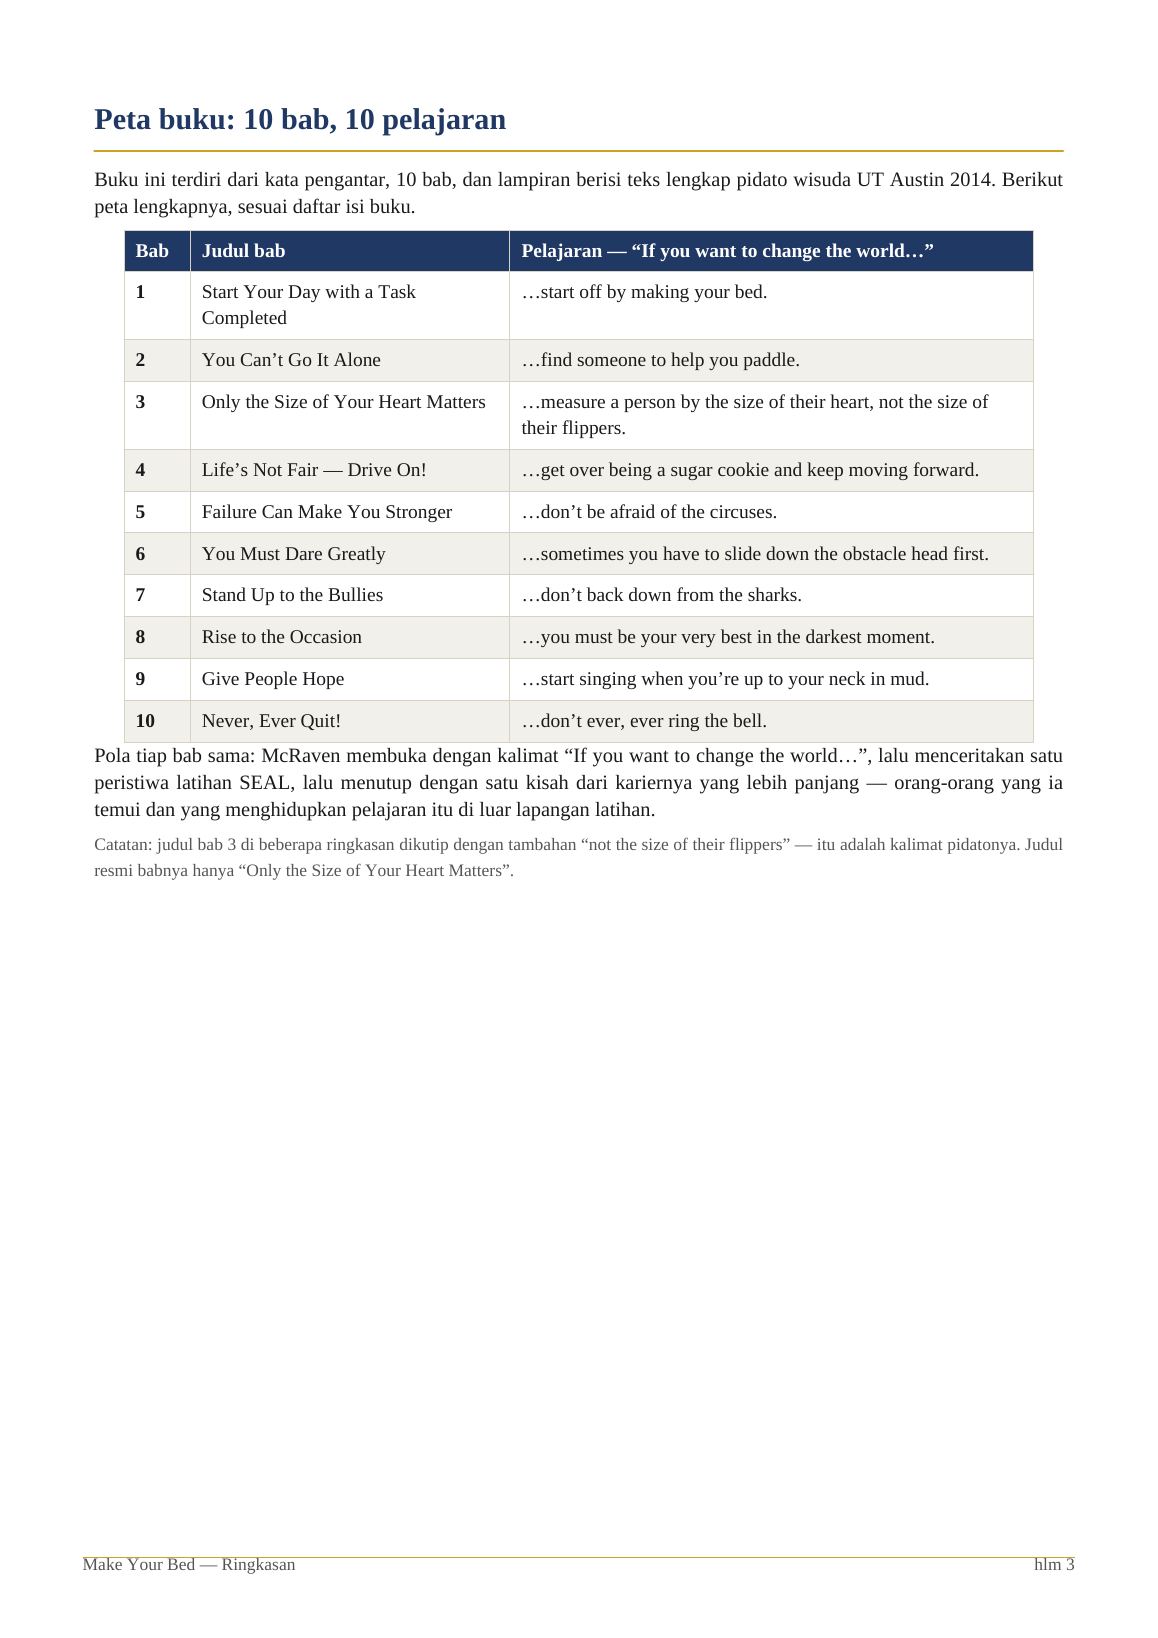 Peta buku: 10 bab, 10 pelajaran
Buku ini terdiri dari kata pengantar, 10 bab, dan lampiran berisi teks lengkap pidato wisuda UT Austin 2014. Berikut
peta lengkapnya, sesuai daftar isi buku.
Bab Judul bab Pelajaran — “If you want to change the world…”
1 Start Your Day with a Task …start off by making your bed.
Completed
2 You Can’t Go It Alone …find someone to help you paddle.
3 Only the Size of Your Heart Matters …measure a person by the size of their heart, not the size of
their flippers.
4 Life’s Not Fair — Drive On! …get over being a sugar cookie and keep moving forward.
5 Failure Can Make You Stronger …don’t be afraid of the circuses.
6 You Must Dare Greatly …sometimes you have to slide down the obstacle head first.
7 Stand Up to the Bullies …don’t back down from the sharks.
8 Rise to the Occasion …you must be your very best in the darkest moment.
9 Give People Hope …start singing when you’re up to your neck in mud.
10 Never, Ever Quit! …don’t ever, ever ring the bell.
Pola tiap bab sama: McRaven membuka dengan kalimat “If you want to change the world…”, lalu menceritakan satu
peristiwa latihan SEAL, lalu menutup dengan satu kisah dari kariernya yang lebih panjang — orang-orang yang ia
temui dan yang menghidupkan pelajaran itu di luar lapangan latihan.
Catatan: judul bab 3 di beberapa ringkasan dikutip dengan tambahan “not the size of their flippers” — itu adalah kalimat pidatonya. Judul
resmi babnya hanya “Only the Size of Your Heart Matters”.
Make Your Bed — Ringkasan hlm 3